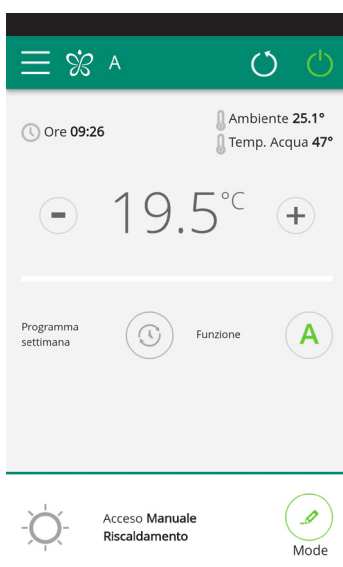 A
Ore 09:26
Ambiente 25.1°
Temp. Acqua 47°
- 19.5°C +
Programma
settimana
Funzione
A
Acceso Manuale
Riscaldamento
Mode